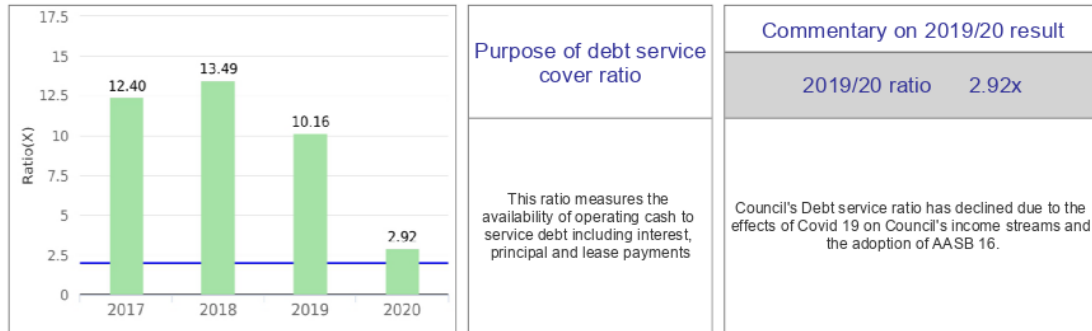 17.5
15
12.5
10
7.5
5
2.5
0
Ratio(X)
12.40
13.49
10.16
2.92
2017
2018
2019
2020
Purpose of debt service
cover ratio
This ratio measures the
availability of operating cash to
service debt including interest,
principal and lease payments
Commentary on 2019/20 result
2019/20 ratio 2.92x
Council's Debt service ratio has declined due to the
effects of Covid 19 on Council's income streams and
the adoption of AASB 16.